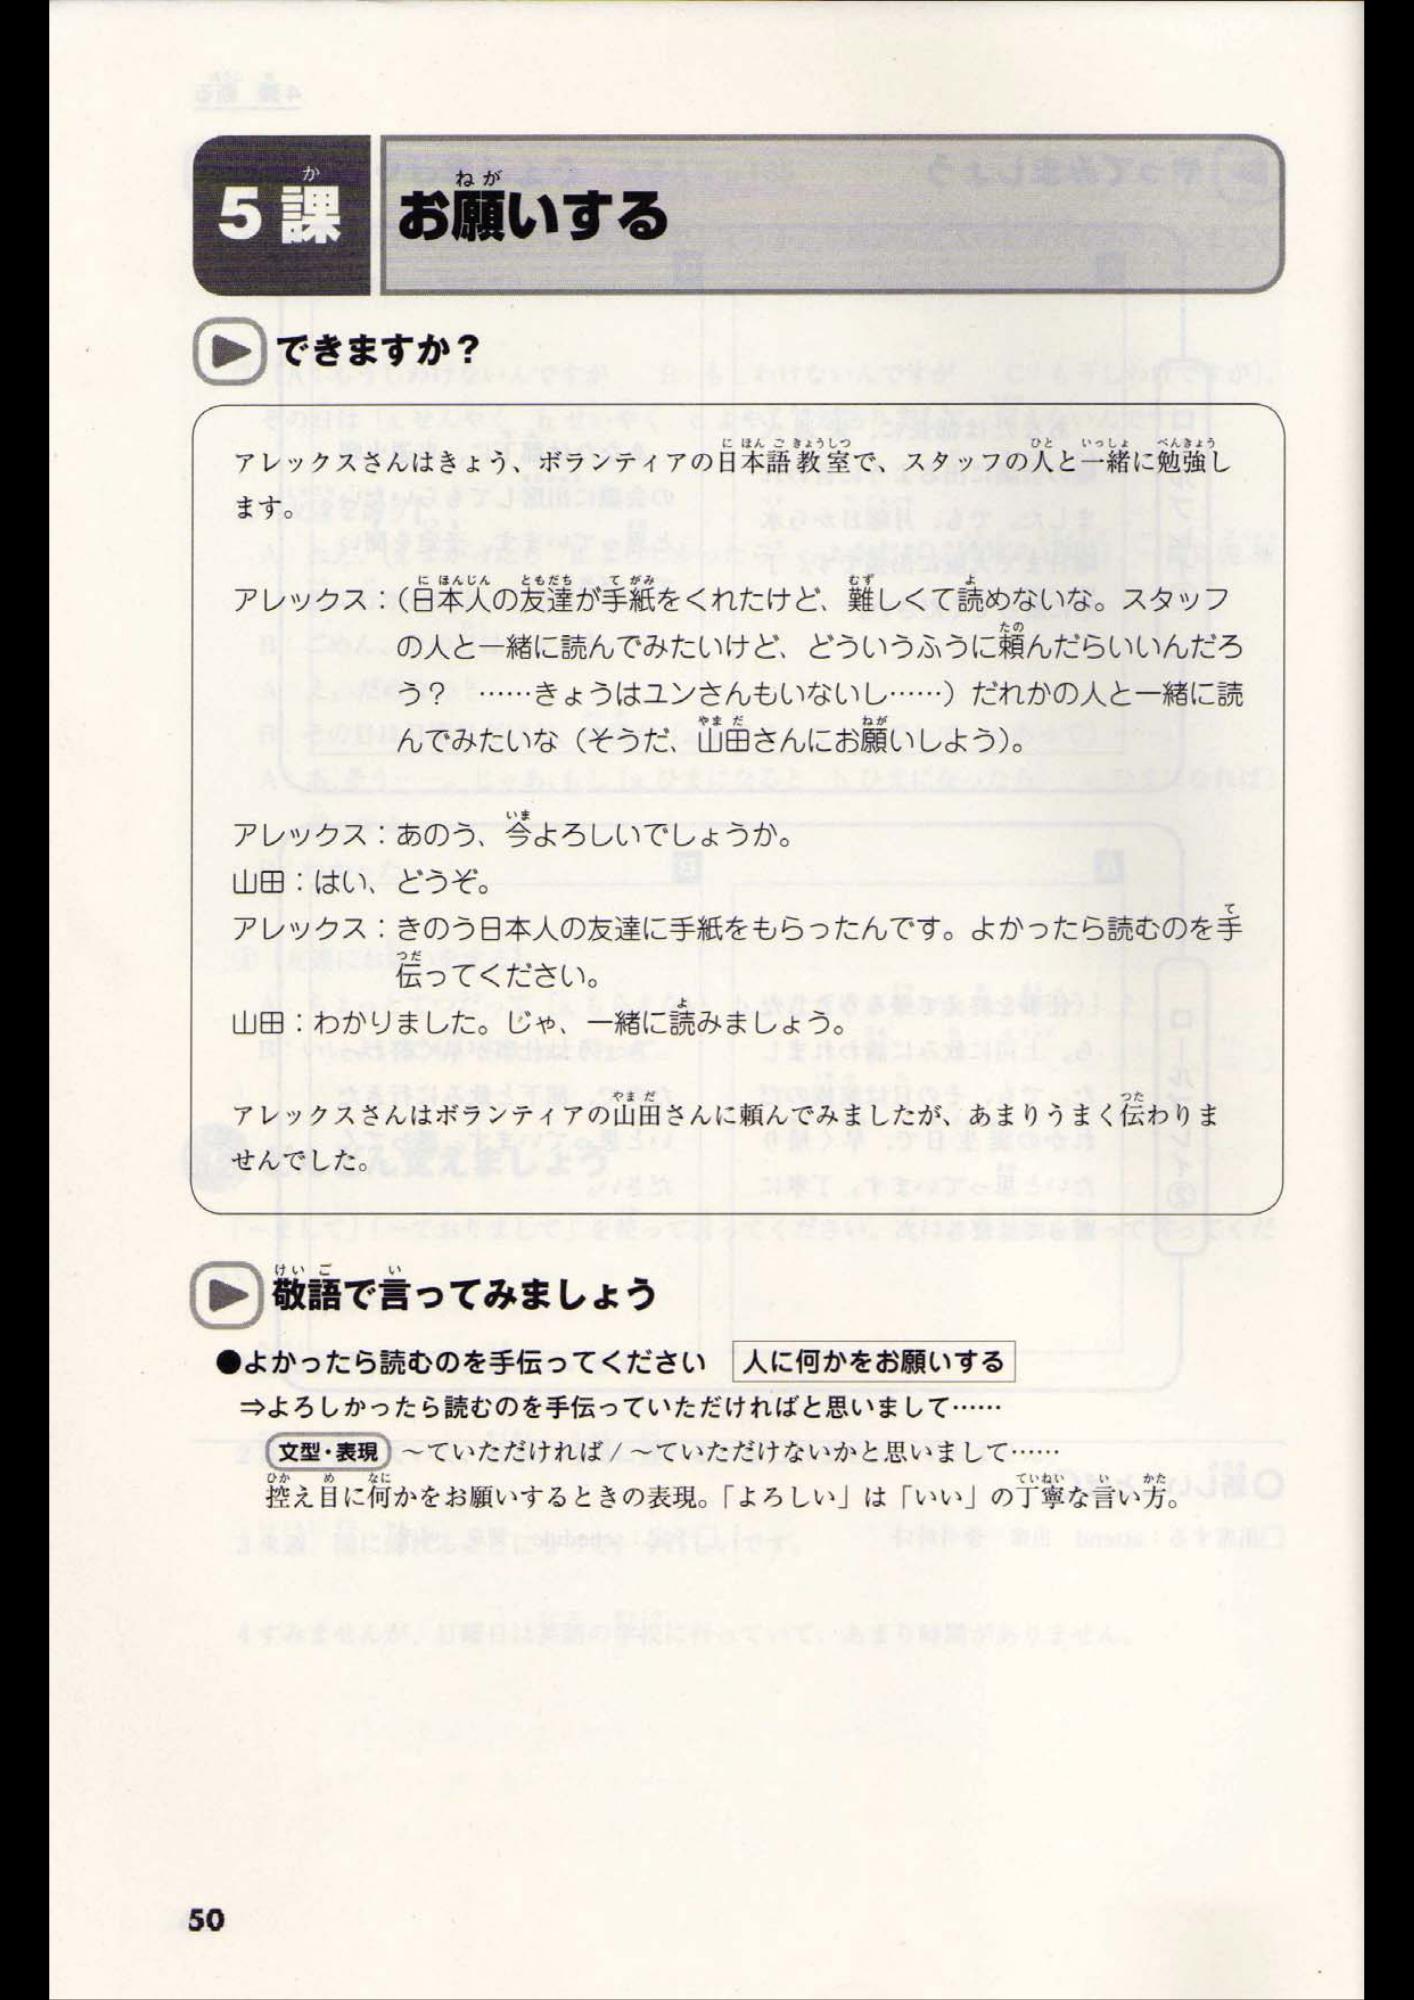 5課 お願いする
できますか？
アレックスさんはきょう、ボランティアの日本語教室で、スタッフの人と一緒に勉強し
ます。
アレックス：（日本人の友達が手紙をくれたけど、難しくて読めないな。スタッフ
の人と一緒に読んでみたいけど、どういうふうに頼んだらいいんだろ
う？　……きょうはユンさんもいないし……）だれかの人と一緒に読
んでみたいな（そうだ、山田さんにお願いしよう）。
アレックス：あのう、今よろしいでしょうか。
山田：はい、どうぞ。
アレックス：きのう日本人の友達に手紙をもらったんです。よかったら読むのを手
伝ってください。
山田：わかりました。じゃ、一緒に読みましょう。
アレックスさんはボランティアの山田さんに頼んでみましたが、あまりうまく伝わりま
せんでした。
敬語で言ってみましょう
●よかったら読むのを手伝ってください　人に何かをお願いする
⇒よろしかったら読むのを手伝っていただければと思いまして……
文型・表現　～ていただければ / ～ていただけないかと思いまして……
控え目に何かをお願いするときの表現。「よろしい」は「いい」の丁寧な言い方。
50